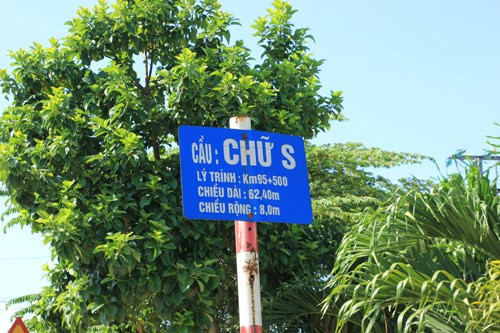 CẦU : CHỮ S
LÝ TRÌNH : Km95+500
CHIỀU DÀI : 62,40m
CHIỀU RỘNG : 8,0m